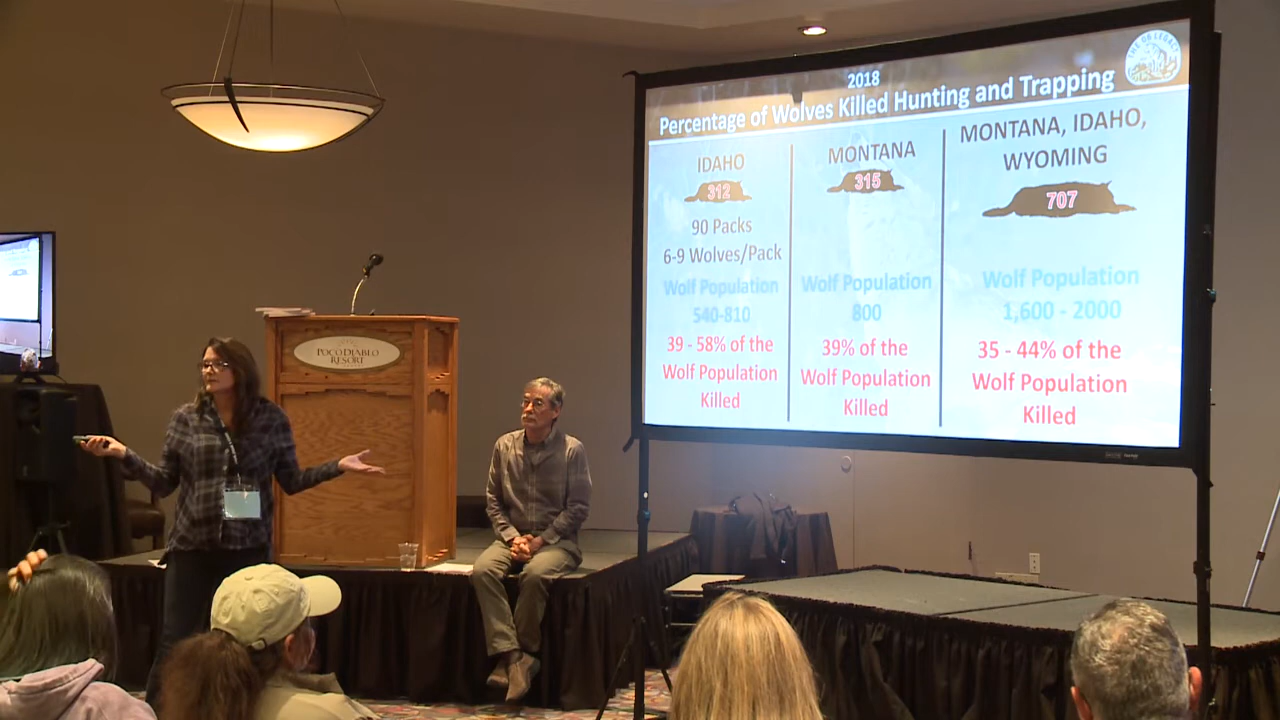 POCO DIABLO
RESORT
THE 06 LEGACY
2018
Percentage of Wolves Killed Hunting and Trapping
IDAHO
312
90 Packs
6-9 Wolves/Pack
Wolf Population
540-810
39 - 58% of the
Wolf Population
Killed
MONTANA
315
Wolf Population
800
39% of the
Wolf Population
Killed
MONTANA, IDAHO,
WYOMING
707
Wolf Population
1,600 - 2000
35 - 44% of the
Wolf Population
Killed